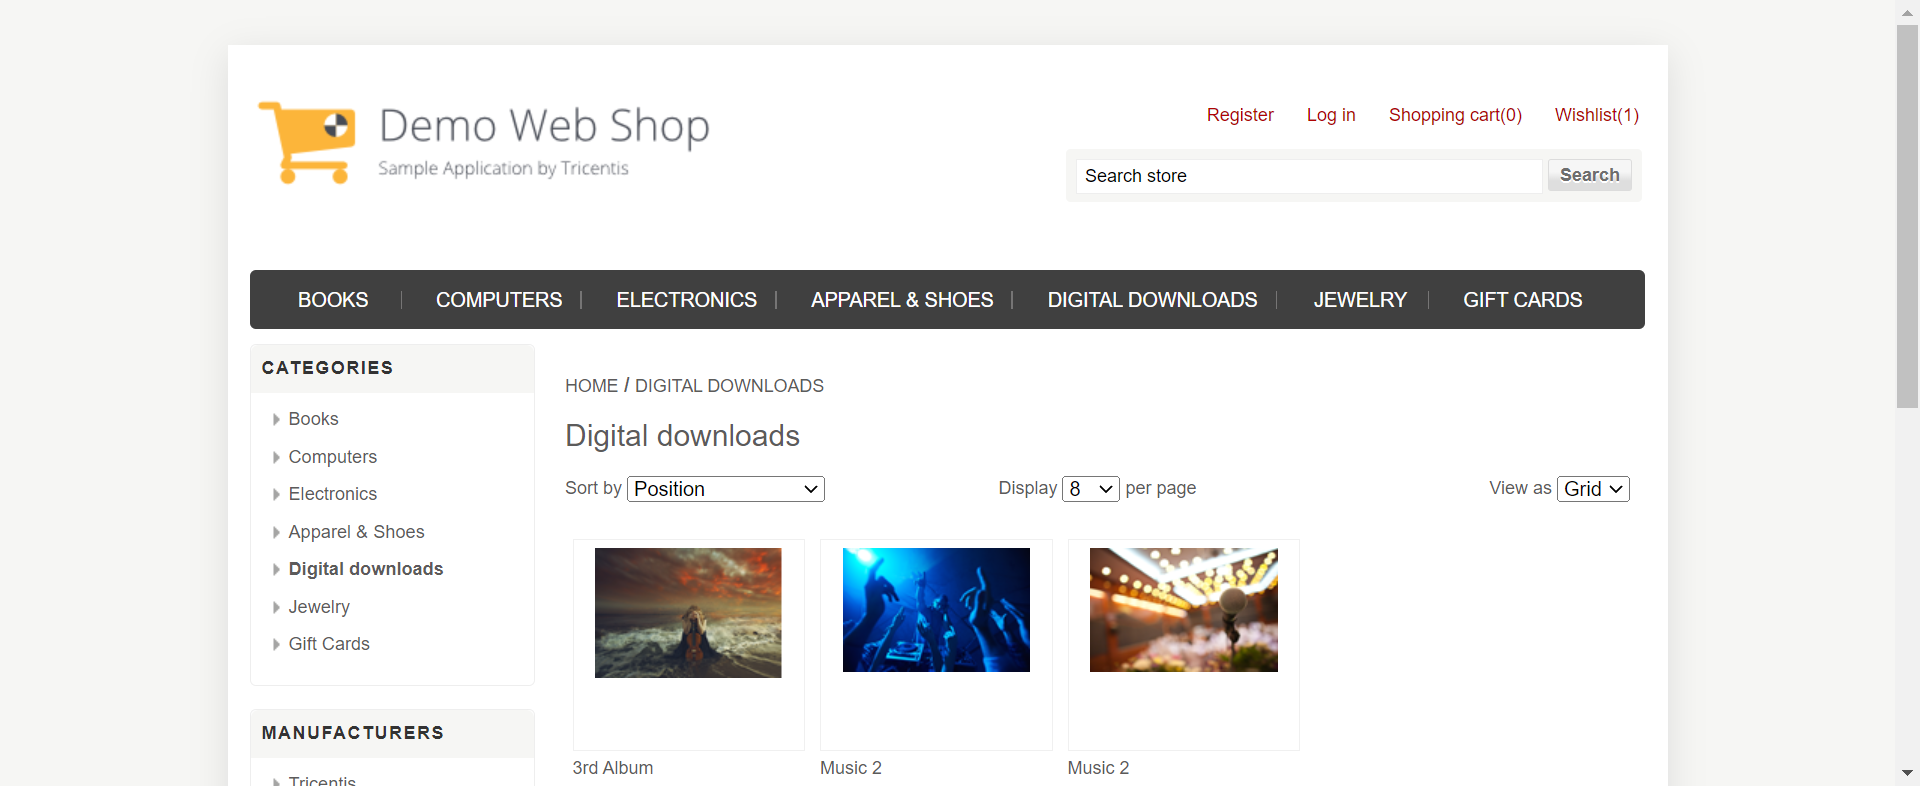 Demo Web Shop
Sample Application by Tricentis
Register Log in Shopping cart(0) Wishlist(1)
Search store Search
BOOKS COMPUTERS ELECTRONICS APPAREL & SHOES DIGITAL DOWNLOADS JEWELRY GIFT CARDS
CATEGORIES
Books
Computers
Electronics
Apparel & Shoes
Digital downloads
Jewelry
Gift Cards
MANUFACTURERS
Tricentis
HOME / DIGITAL DOWNLOADS
Digital downloads
Sort by Position Display 8 per page View as Grid
3rd Album Music 2 Music 2